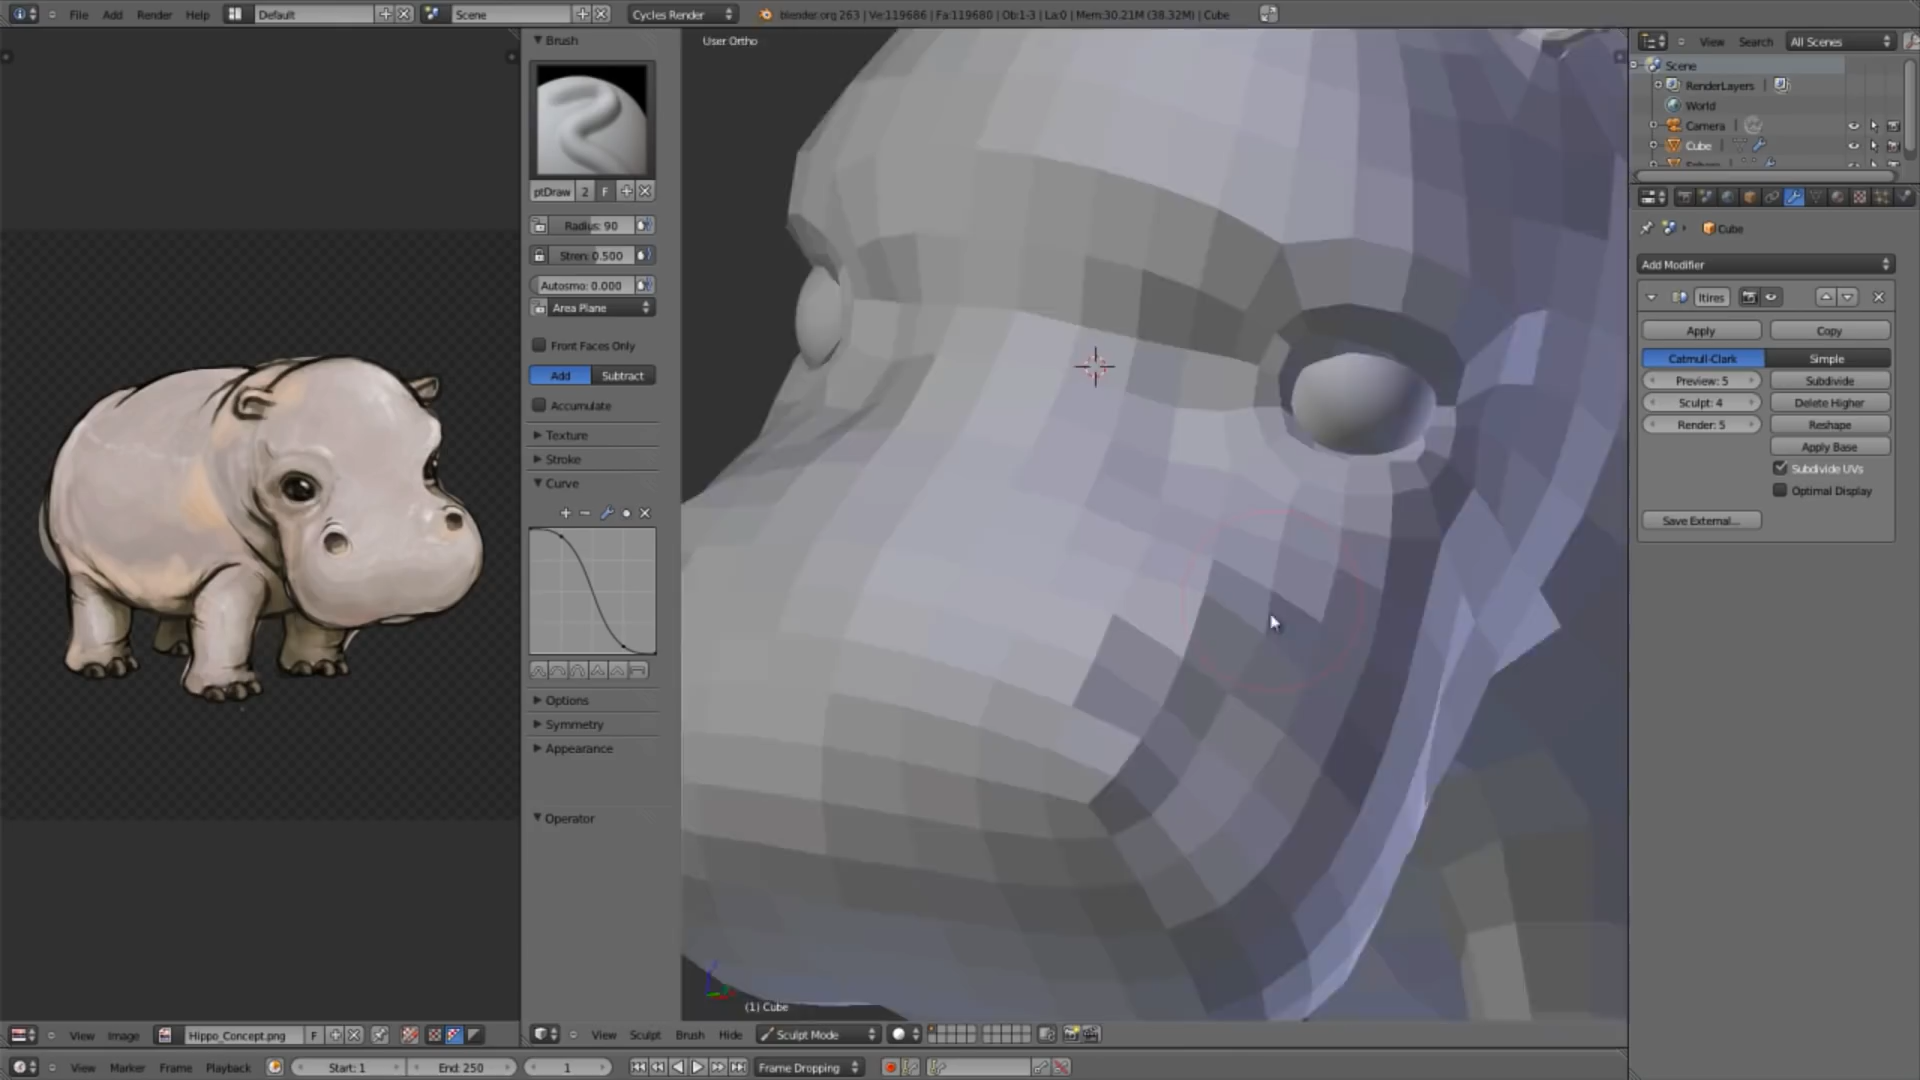 File Add Render Help Default Scene Cycles Render blender.org 263 | Ve:119686 | Fa:119680 | Ob:1-3 | La:0 | Mem:30.21M (38.32M) | Cube
Brush
ptDraw 2 F
Radius: 90
Stren: 0.500
Autosmo: 0.000
Area Plane
Front Faces Only
Add Subtract
Accumulate
Texture
Stroke
Curve
Options
Symmetry
Appearance
Operator
User Ortho
(1) Cube
View Search All Scenes
Scene
RenderLayers
World
Camera
Cube
Cube
Add Modifier
ltires
Apply Copy
Catmull-Clark Simple
Preview: 5 Subdivide
Sculpt: 4 Delete Higher
Render: 5 Reshape
Apply Base
Subdivide UVs
Optimal Display
Save External...
View Image Hippo_Concept.png F
View Sculpt Brush Hide Sculpt Mode
View Marker Frame Playback Start: 1 End: 250 1 Frame Dropping